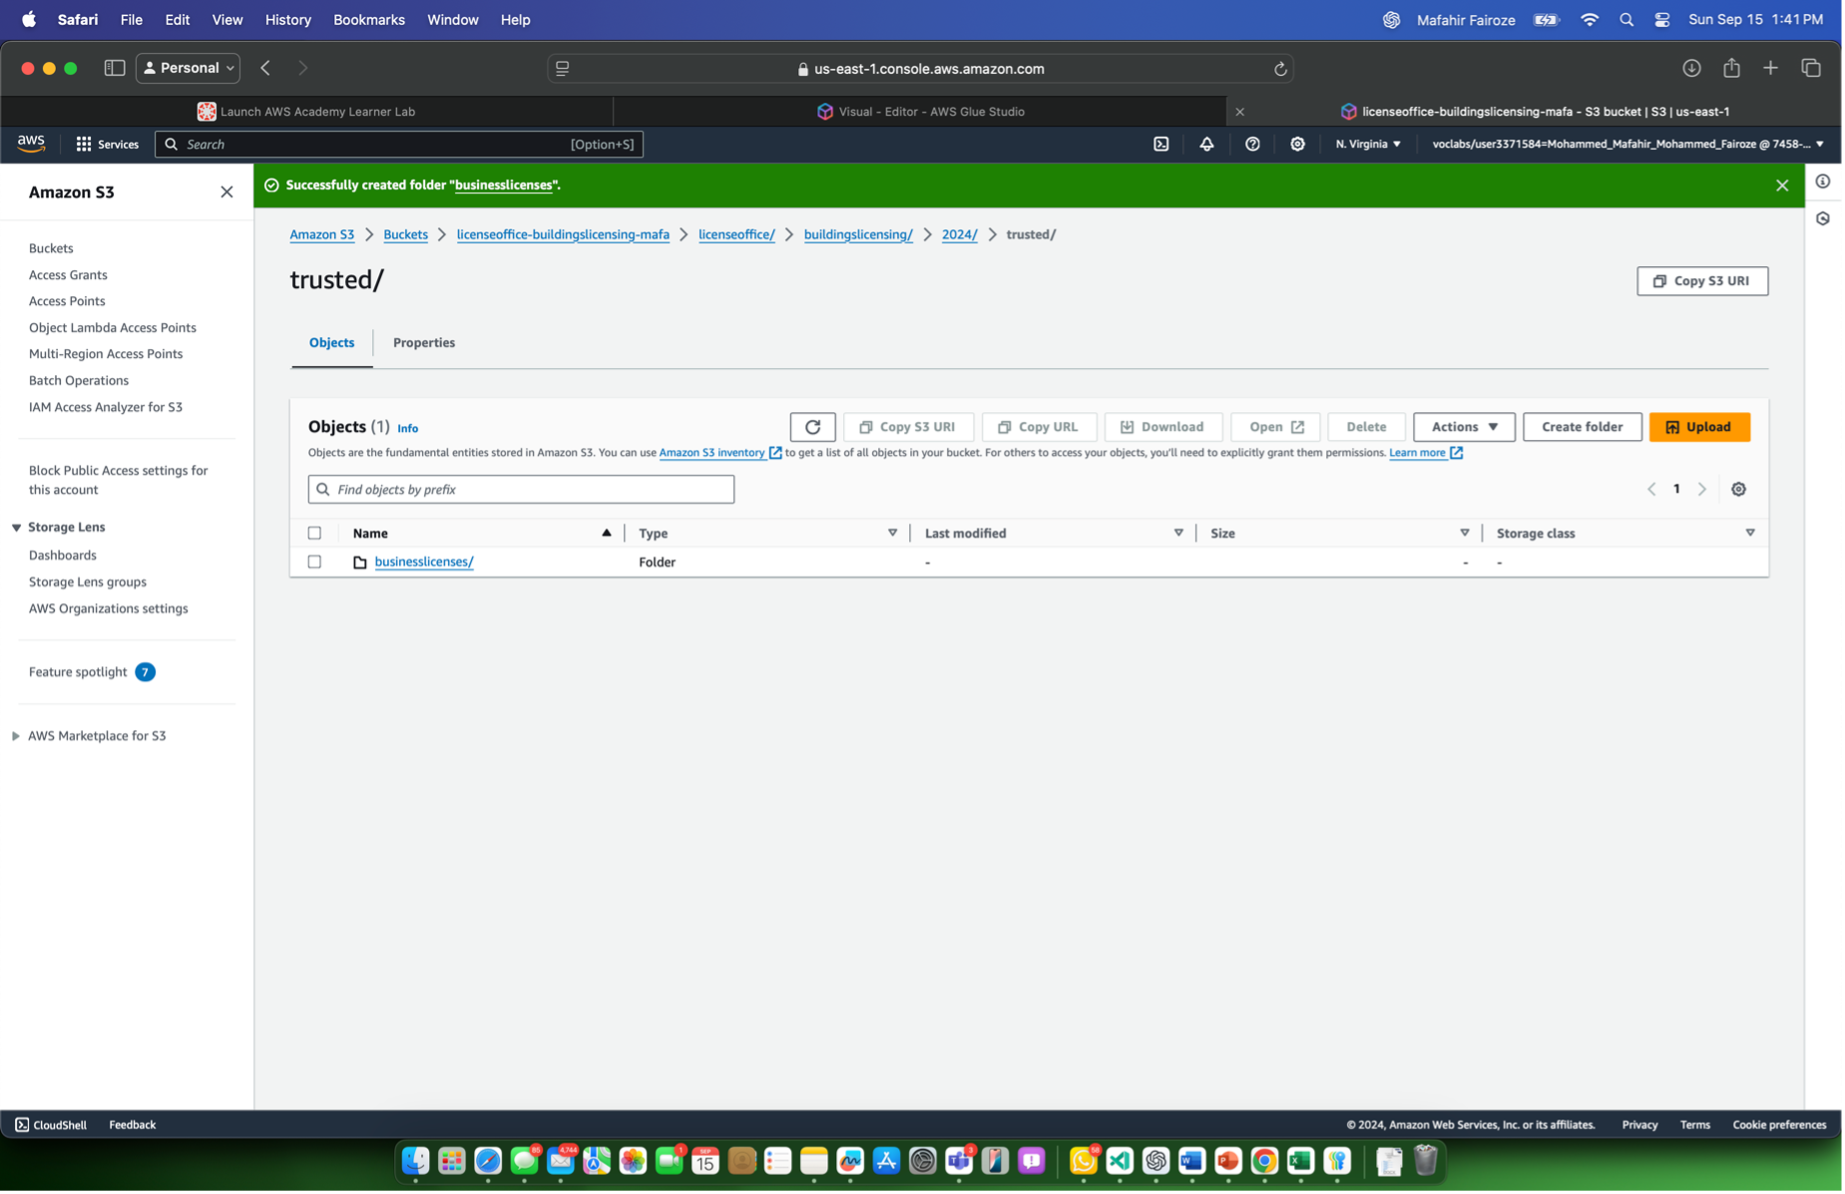 Safari File Edit View History Bookmarks Window Help Mafahir Fairoze Sun Sep 15 1:41 PM
Personal us-east-1.console.aws.amazon.com
Launch AWS Academy Learner Lab Visual - Editor - AWS Glue Studio licenseoffice-buildingslicensing-mafa - S3 bucket | S3 | us-east-1
aws Services Search [Option+S] N. Virginia voclabs/user3371584=Mohammed_Mafahir_Mohammed_Fairoze @ 7458-...
Amazon S3
Buckets
Access Grants
Access Points
Object Lambda Access Points
Multi-Region Access Points
Batch Operations
IAM Access Analyzer for S3
Block Public Access settings for
this account
Storage Lens
Dashboards
Storage Lens groups
AWS Organizations settings
Feature spotlight 7
AWS Marketplace for S3
Successfully created folder "businesslicenses".
Amazon S3 Buckets licenseoffice-buildingslicensing-mafa licenseoffice/ buildingslicensing/ 2024/ trusted/
trusted/
Copy S3 URI
Objects Properties
Objects (1) Info Copy S3 URI Copy URL Download Open Delete Actions Create folder Upload
Objects are the fundamental entities stored in Amazon S3. You can use Amazon S3 inventory to get a list of all objects in your bucket. For others to access your objects, you'll need to explicitly grant them permissions. Learn more
Find objects by prefix 1
Name Type Last modified Size Storage class
businesslicenses/ Folder - - -
CloudShell Feedback © 2024, Amazon Web Services, Inc. or its affiliates. Privacy Terms Cookie preferences
85 4,744 1 SEP 15 3 58